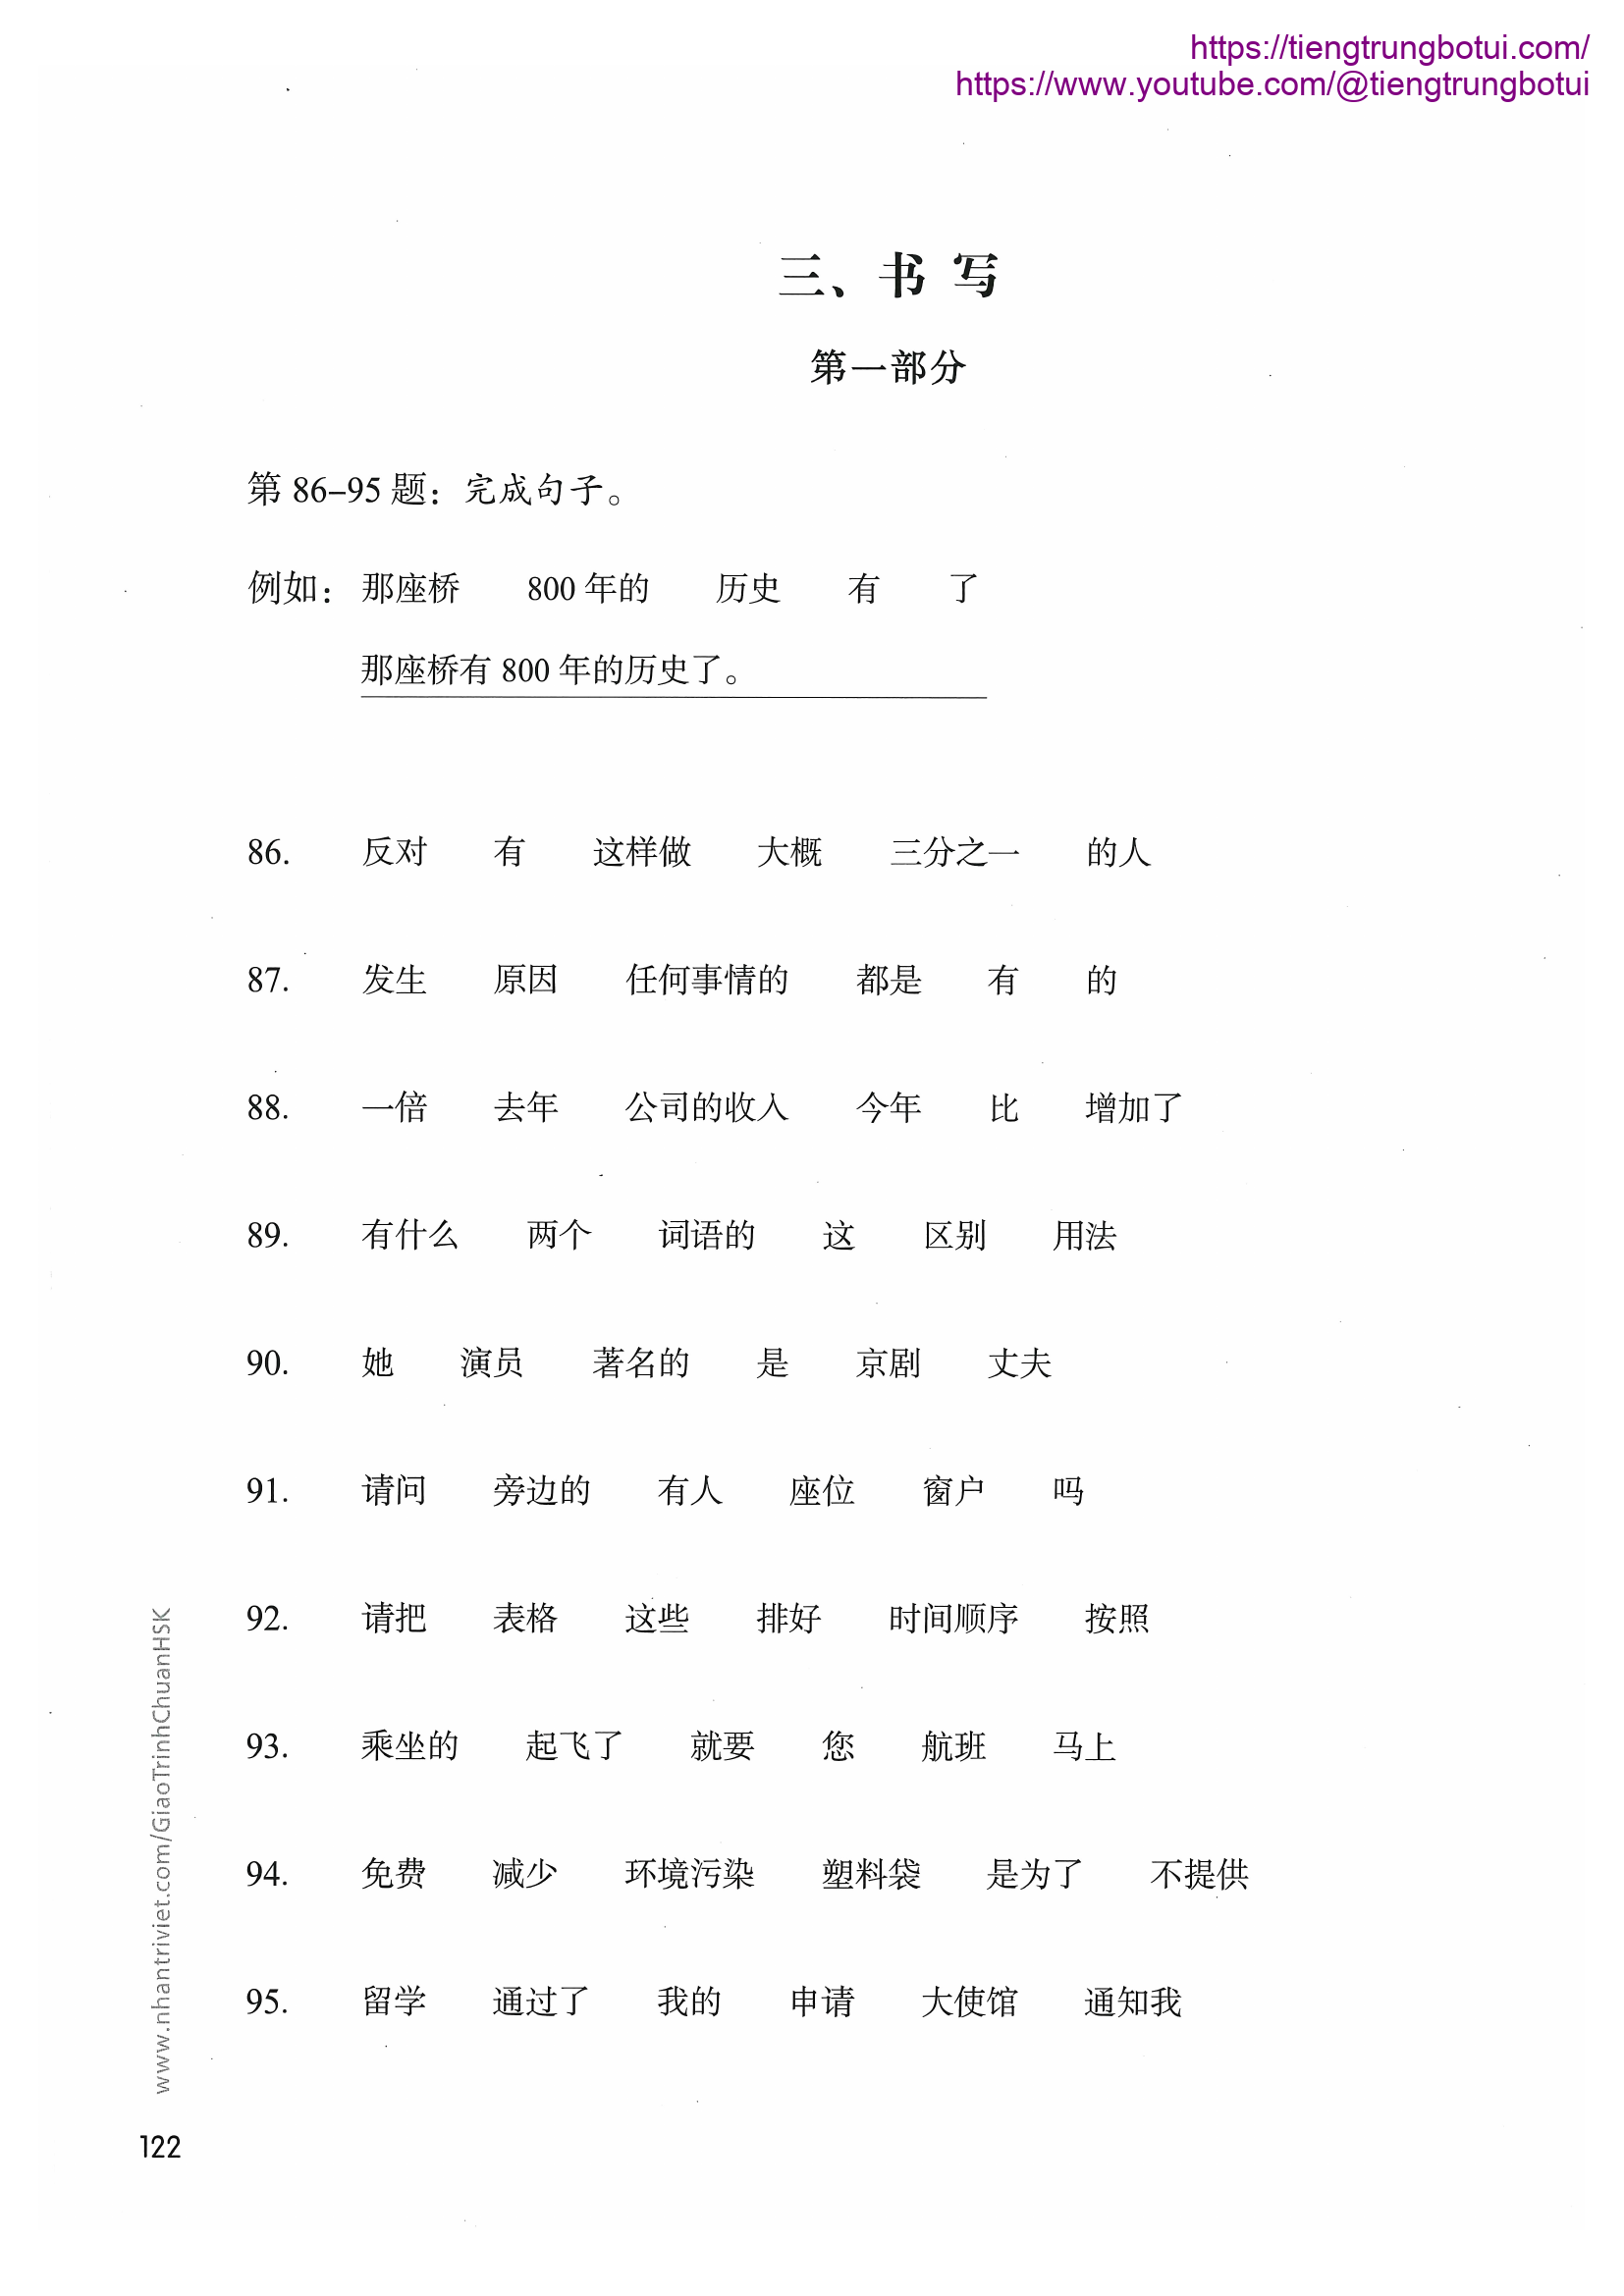 https://tiengtrungbotui.com/
https://www.youtube.com/@tiengtrungbotui
三、书 写
第一部分
第 86-95 题：完成句子。
例如： 那座桥 800 年的 历史 有 了
那座桥有 800 年的历史了。
86. 反对 有 这样做 大概 三分之一 的人
87. 发生 原因 任何事情的 都是 有 的
88. 一倍 去年 公司的收入 今年 比 增加了
89. 有什么 两个 词语的 这 区别 用法
90. 她 演员 著名的 是 京剧 丈夫
91. 请问 旁边的 有人 座位 窗户 吗
92. 请把 表格 这些 排好 时间顺序 按照
93. 乘坐的 起飞了 就要 您 航班 马上
94. 免费 减少 环境污染 塑料袋 是为了 不提供
95. 留学 通过了 我的 申请 大使馆 通知我
www.nhantriviet.com/GiaoTrinhChuanHSK
122